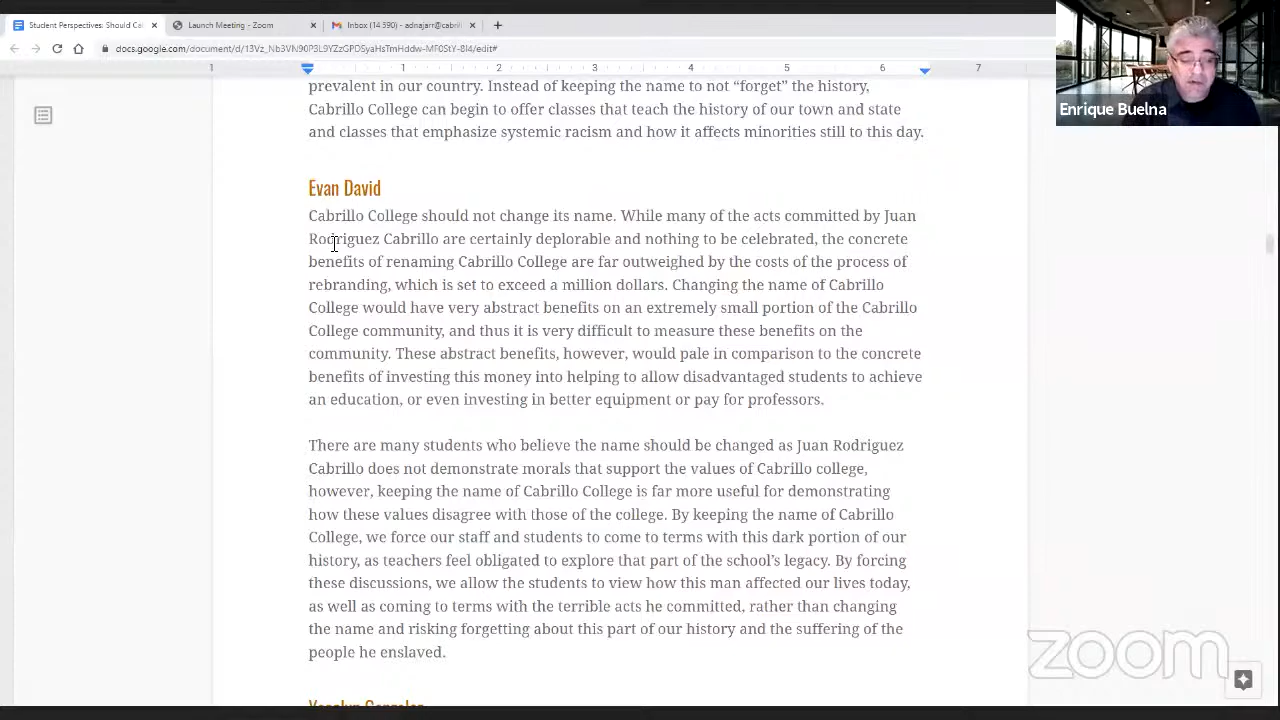 Student Perspectives: Should Ca
Launch Meeting - Zoom
Inbox (14 590) - adnajarr@cabril
docs.google.com/document/d/13Vz_Nb3VN90P3L9YZzGPDSyaHsTmHddw-MF0StY-8I4/edit#
1 1 2 3 4 5 6 7
Enrique Buelna
prevalent in our country. Instead of keeping the name to not “forget” the history,
Cabrillo College can begin to offer classes that teach the history of our town and state
and classes that emphasize systemic racism and how it affects minorities still to this day.
Evan David
Cabrillo College should not change its name. While many of the acts committed by Juan
Rodriguez Cabrillo are certainly deplorable and nothing to be celebrated, the concrete
benefits of renaming Cabrillo College are far outweighed by the costs of the process of
rebranding, which is set to exceed a million dollars. Changing the name of Cabrillo
College would have very abstract benefits on an extremely small portion of the Cabrillo
College community, and thus it is very difficult to measure these benefits on the
community. These abstract benefits, however, would pale in comparison to the concrete
benefits of investing this money into helping to allow disadvantaged students to achieve
an education, or even investing in better equipment or pay for professors.
There are many students who believe the name should be changed as Juan Rodriguez
Cabrillo does not demonstrate morals that support the values of Cabrillo college,
however, keeping the name of Cabrillo College is far more useful for demonstrating
how these values disagree with those of the college. By keeping the name of Cabrillo
College, we force our staff and students to come to terms with this dark portion of our
history, as teachers feel obligated to explore that part of the school’s legacy. By forcing
these discussions, we allow the students to view how this man affected our lives today,
as well as coming to terms with the terrible acts he committed, rather than changing
the name and risking forgetting about this part of our history and the suffering of the
people he enslaved.
zoom